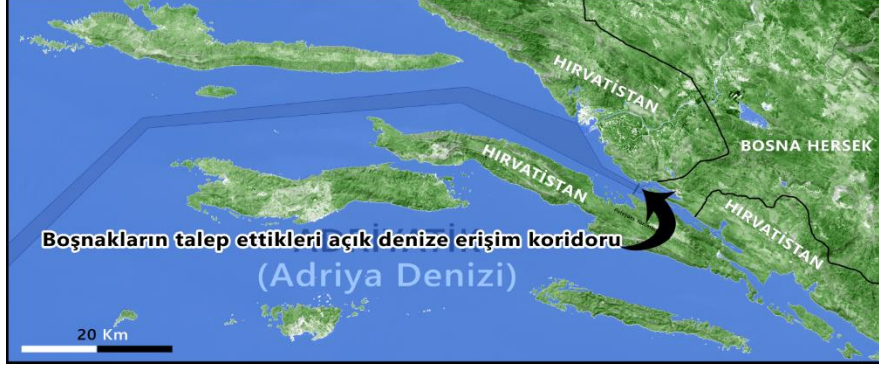 HIRVATİSTAN
BOSNA HERSEK
HIRVATİSTAN
HIRVATİSTAN
Boşnakların talep ettikleri açık denize erişim koridoru
(Adriya Denizi)
20 Km